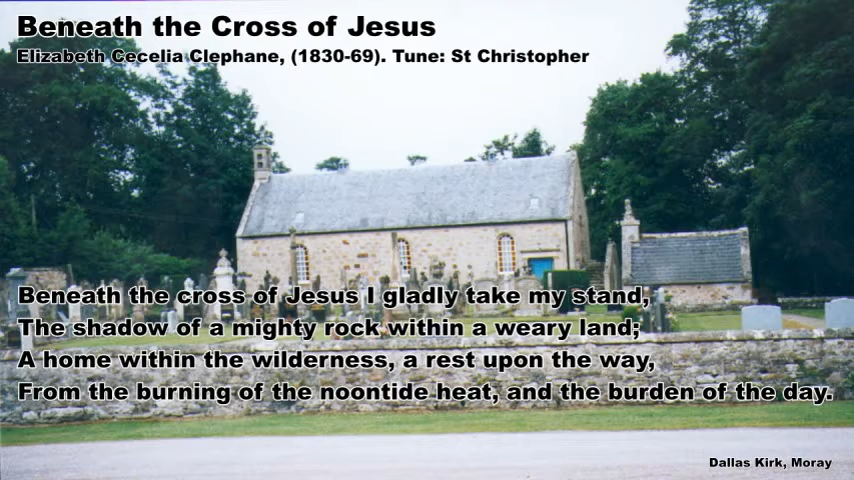 Beneath the Cross of Jesus
Elizabeth Cecelia Clephane, (1830-69). Tune: St Christopher
Beneath the cross of Jesus I gladly take my stand,
The shadow of a mighty rock within a weary land;
A home within the wilderness, a rest upon the way,
From the burning of the noontide heat, and the burden of the day.
Dallas Kirk, Moray